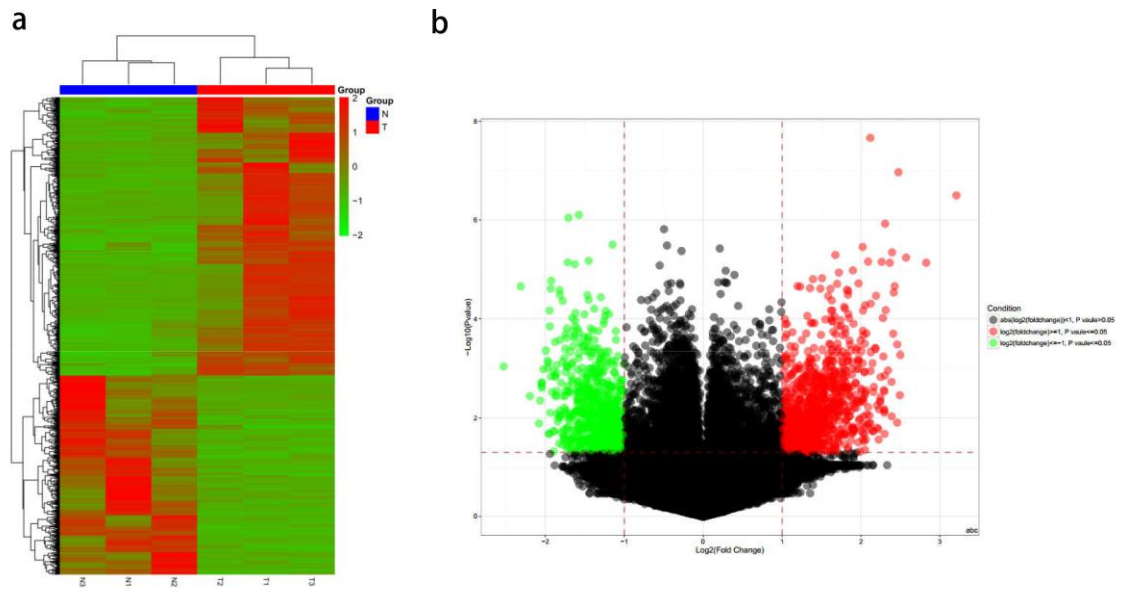 a
b
Group
2
1
0
−1
−2
Group
N
T
N3
N1
N2
T2
T1
T3
8
6
4
2
0
−Log10(Pvalue)
−2
−1
0
1
2
3
Log2(Fold Change)
abc
Condition
abs(log2(foldchange))<1, P vaule>0.05
log2(foldchange)>=1, P vaule<=0.05
log2(foldchange)<=−1, P vaule<=0.05